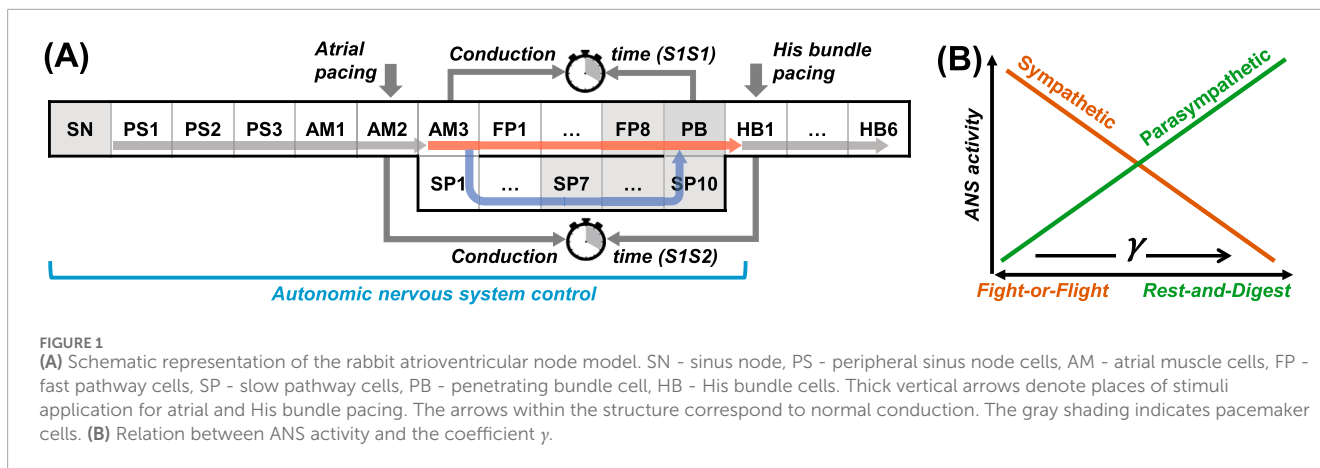 (A)
Atrial pacing
Conduction time (S1S1)
His bundle pacing
SN PS1 PS2 PS3 AM1 AM2 AM3 FP1 ... FP8 PB HB1 ... HB6
SP1 ... SP7 ... SP10
Conduction time (S1S2)
Autonomic nervous system control
(B)
ANS activity
Sympathetic
Parasympathetic
γ
Fight-or-Flight Rest-and-Digest
FIGURE 1
(A) Schematic representation of the rabbit atrioventricular node model. SN - sinus node, PS - peripheral sinus node cells, AM - atrial muscle cells, FP -
fast pathway cells, SP - slow pathway cells, PB - penetrating bundle cell, HB - His bundle cells. Thick vertical arrows denote places of stimuli
application for atrial and His bundle pacing. The arrows within the structure correspond to normal conduction. The gray shading indicates pacemaker
cells. (B) Relation between ANS activity and the coefficient γ.